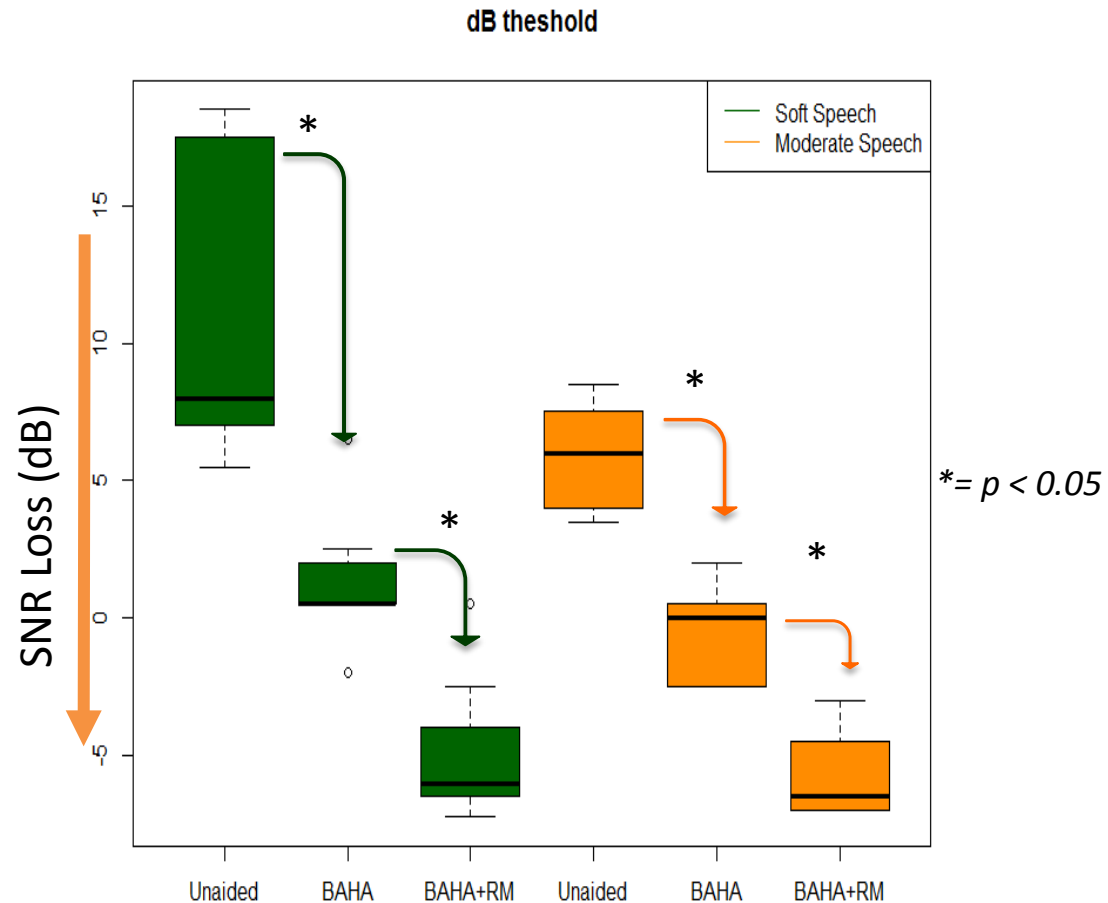 dB theshold
Soft Speech
Moderate Speech
*
*
*
*
*= p < 0.05
SNR Loss (dB)
15
10
5
0
-5
Unaided BAHA BAHA+RM Unaided BAHA BAHA+RM